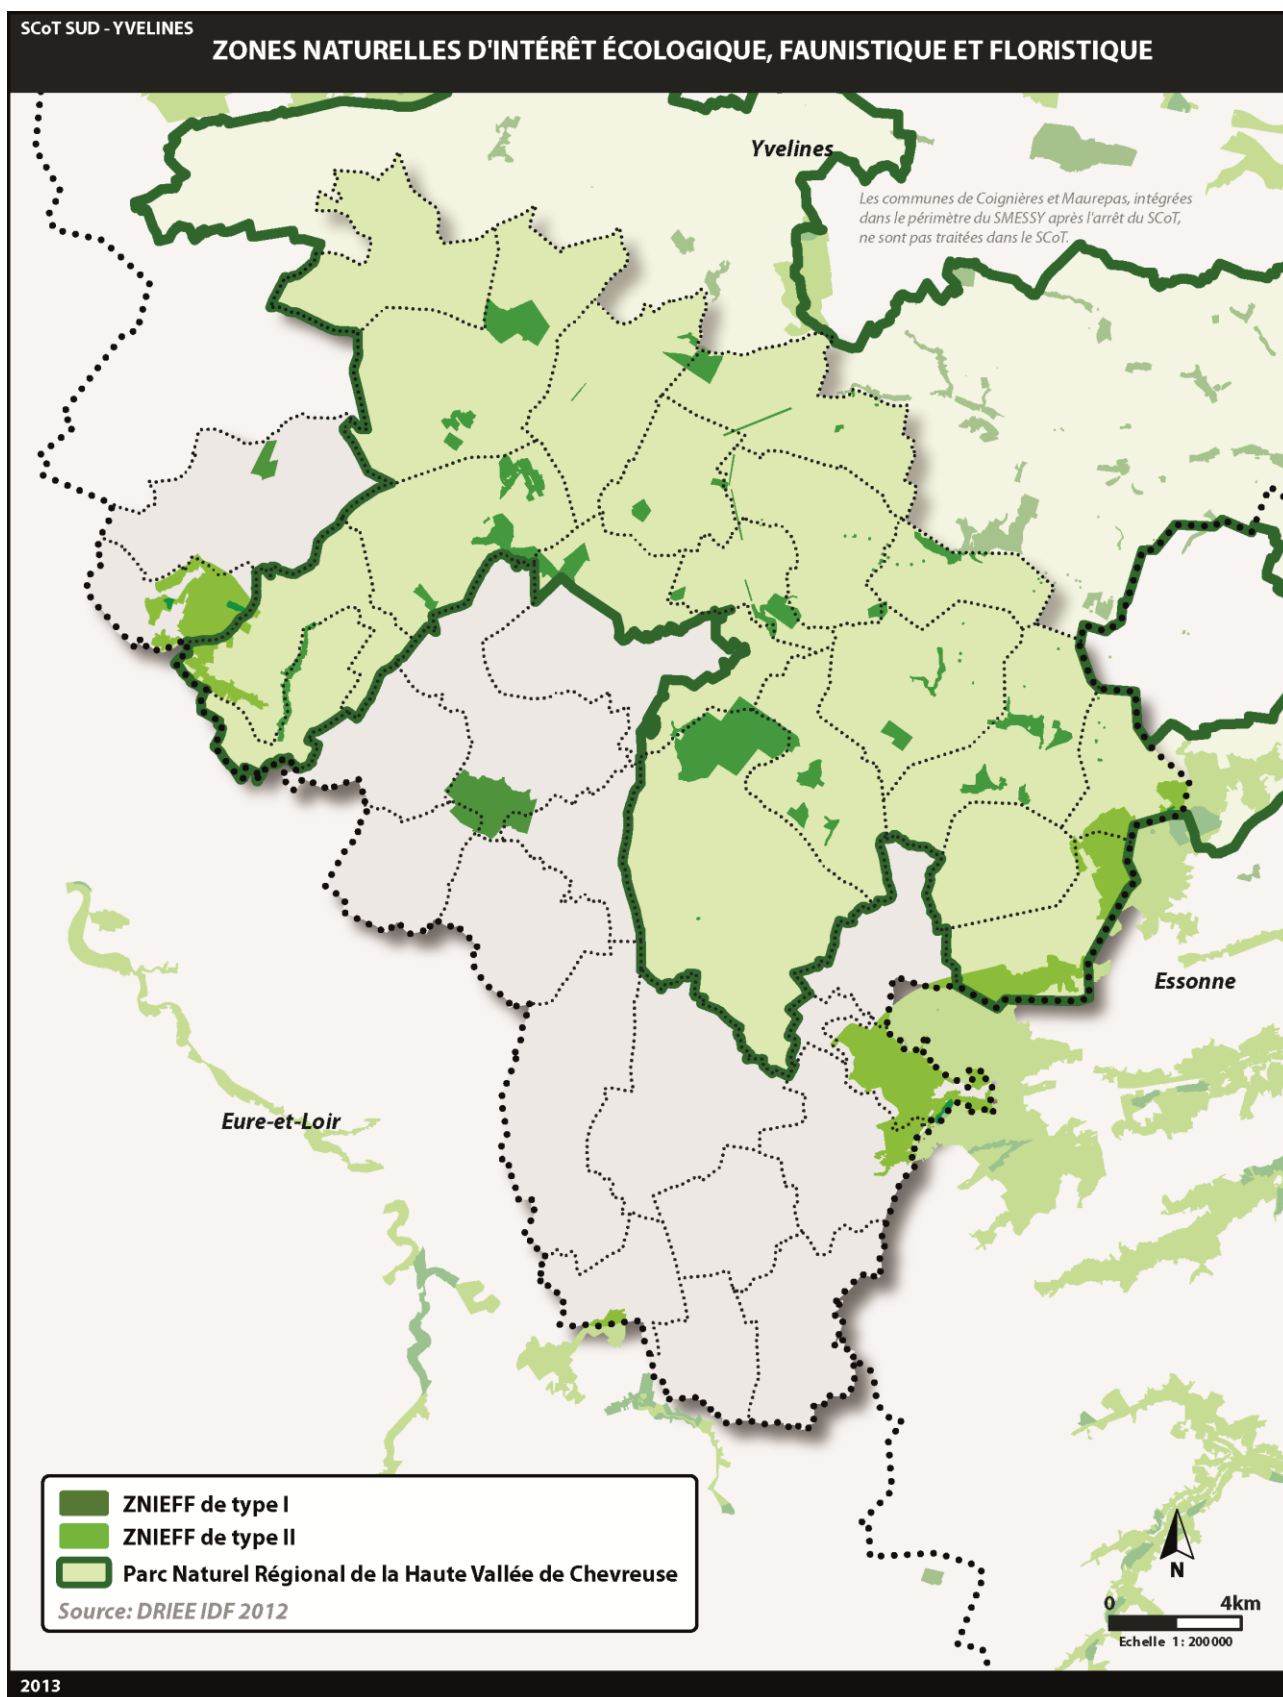 SCoT SUD - YVELINES
ZONES NATURELLES D'INTÉRÊT ÉCOLOGIQUE, FAUNISTIQUE ET FLORISTIQUE
Yvelines
Les communes de Coignières et Maurepas, intégrées
dans le périmètre du SMESSY après l'arrêt du SCoT,
ne sont pas traitées dans le SCoT.
Essonne
Eure-et-Loir
ZNIEFF de type I
ZNIEFF de type II
Parc Naturel Régional de la Haute Vallée de Chevreuse
Source: DRIEE IDF 2012
N
0 4km
Echelle 1 : 200 000
2013